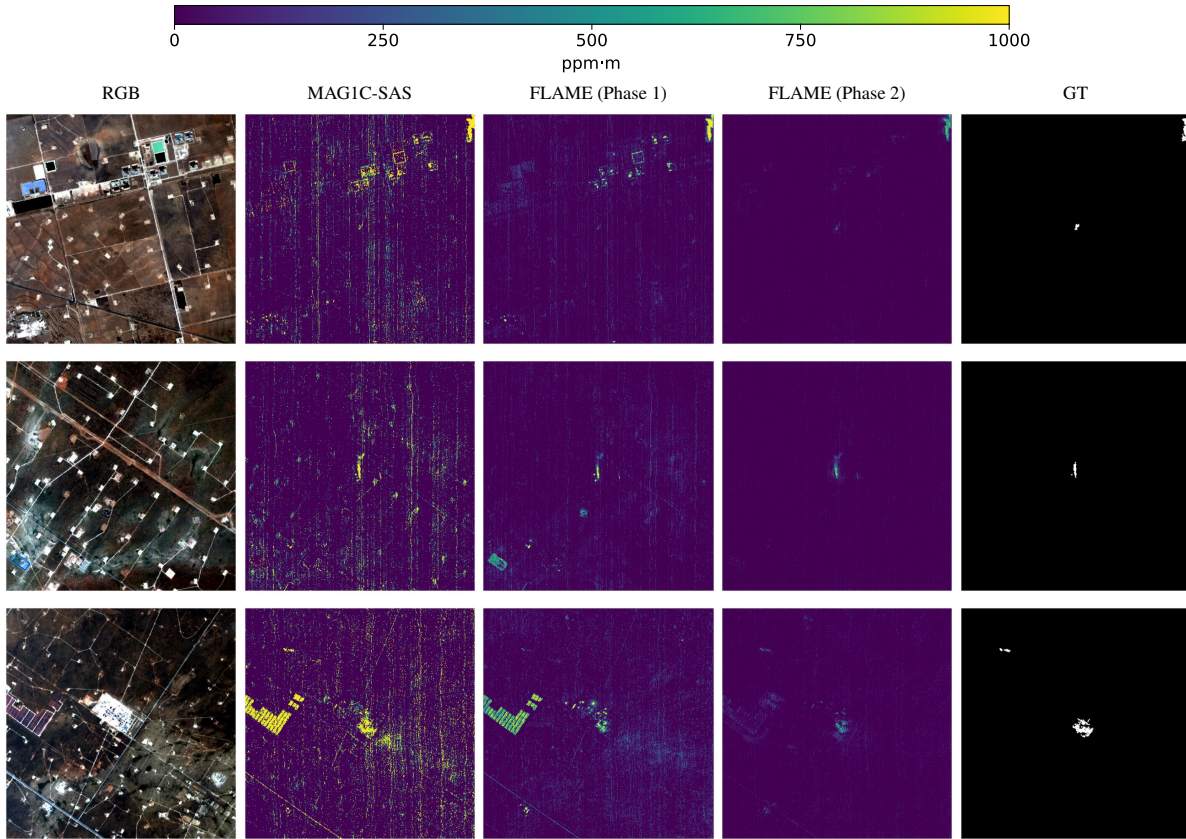 0 250 500 750 1000
ppm·m
RGB MAG1C-SAS FLAME (Phase 1) FLAME (Phase 2) GT